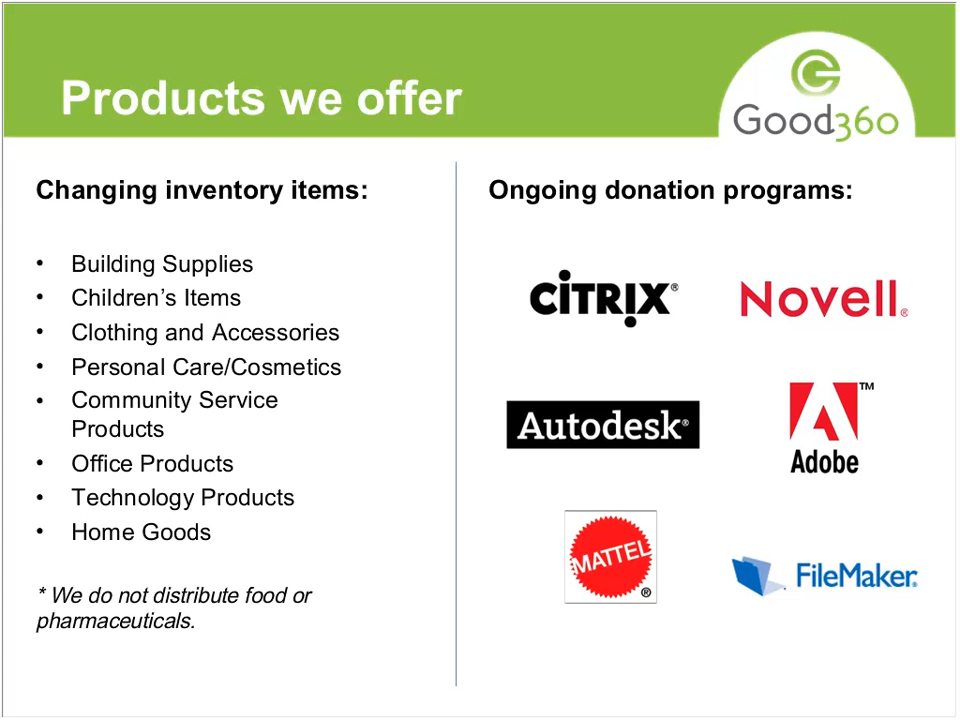 Products we offer
Good360
Changing inventory items:
• Building Supplies
• Children’s Items
• Clothing and Accessories
• Personal Care/Cosmetics
• Community Service
Products
• Office Products
• Technology Products
• Home Goods
* We do not distribute food or
pharmaceuticals.
Ongoing donation programs:
CiTRIX®
Novell®
Autodesk®
Adobe™
MATTEL®
FileMaker®